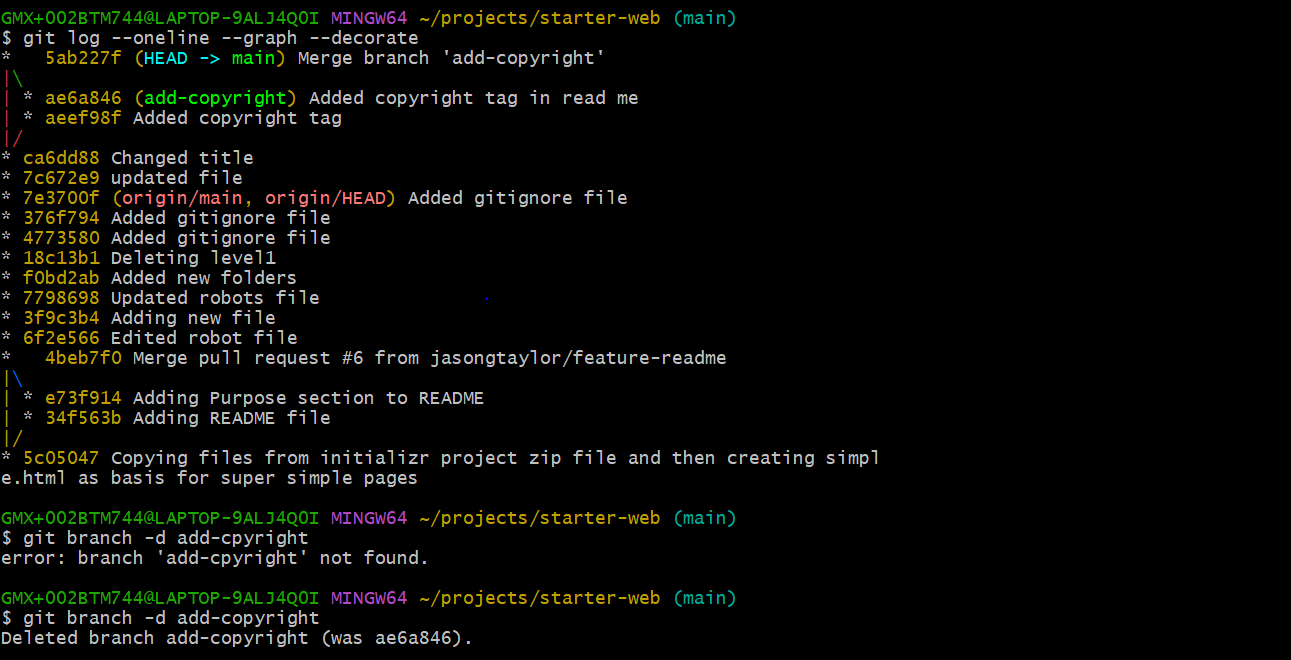 GMX+002BTM744@LAPTOP-9ALJ4Q0I MINGW64 ~/projects/starter-web (main)
$ git log --oneline --graph --decorate
*   5ab227f (HEAD -> main) Merge branch 'add-copyright'
|\
| * ae6a846 (add-copyright) Added copyright tag in read me
| * aeef98f Added copyright tag
|/
* ca6dd88 Changed title
* 7c672e9 updated file
* 7e3700f (origin/main, origin/HEAD) Added gitignore file
* 376f794 Added gitignore file
* 4773580 Added gitignore file
* 18c13b1 Deleting level1
* f0bd2ab Added new folders
* 7798698 Updated robots file
* 3f9c3b4 Adding new file
* 6f2e566 Edited robot file
*   4beb7f0 Merge pull request #6 from jasongtaylor/feature-readme
|\
| * e73f914 Adding Purpose section to README
| * 34f563b Adding README file
|/
* 5c05047 Copying files from initializr project zip file and then creating simpl
e.html as basis for super simple pages

GMX+002BTM744@LAPTOP-9ALJ4Q0I MINGW64 ~/projects/starter-web (main)
$ git branch -d add-cpyright
error: branch 'add-cpyright' not found.

GMX+002BTM744@LAPTOP-9ALJ4Q0I MINGW64 ~/projects/starter-web (main)
$ git branch -d add-copyright
Deleted branch add-copyright (was ae6a846).